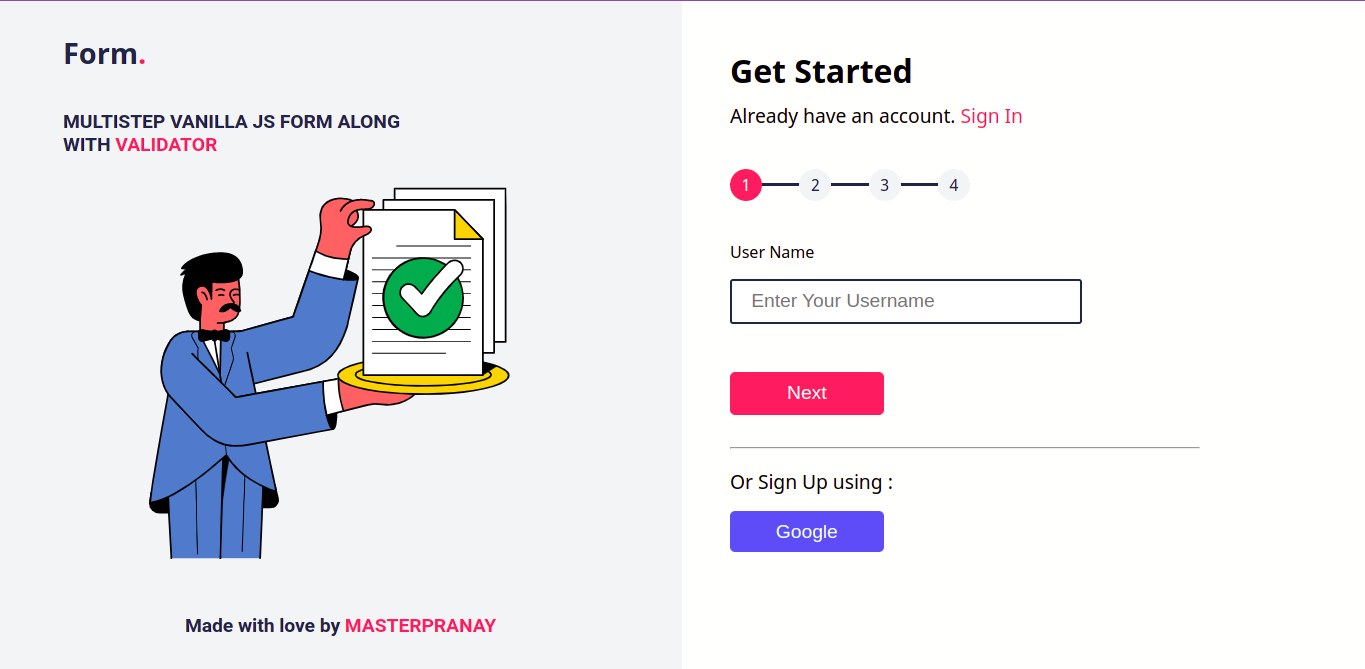 Form.
MULTISTEP VANILLA JS FORM ALONG
WITH VALIDATOR
Made with love by MASTERPRANAY
Get Started
Already have an account. Sign In
1 2 3 4
User Name
Enter Your Username
Next
Or Sign Up using :
Google